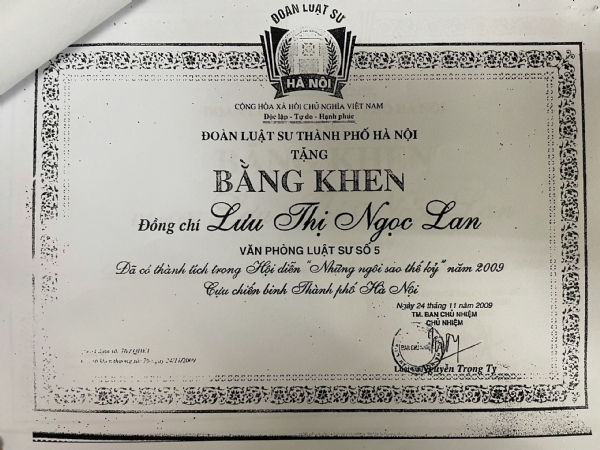 ĐOÀN LUẬT SƯ
HÀ NỘI
CỘNG HÒA XÃ HỘI CHỦ NGHĨA VIỆT NAM
Độc lập - Tự do - Hạnh phúc
ĐOÀN LUẬT SƯ THÀNH PHỐ HÀ NỘI
TẶNG
BẰNG KHEN
Đồng chí Lưu Thị Ngọc Lan
VĂN PHÒNG LUẬT SƯ SỐ 5
Đã có thành tích trong Hội diễn "Những ngôi sao thế kỷ" năm 2009
Cựu chiến binh Thành phố Hà Nội
Ngày 24 tháng 11 năm 2009
TM. BAN CHỦ NHIỆM
CHỦ NHIỆM
Nguyễn Trọng Tỵ